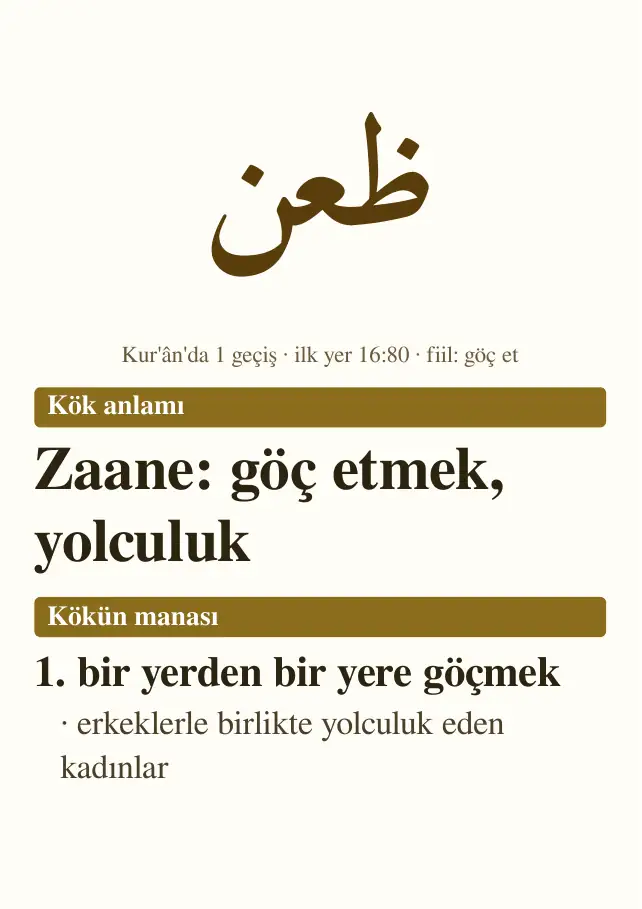 ظعن
Kur'ân'da 1 geçiş · ilk yer 16:80 · fiil: göç et
Kök anlamı
Zaane: göç etmek,
yolculuk
Kökün manası
1. bir yerden bir yere göçmek
· erkeklerle birlikte yolculuk eden
kadınlar